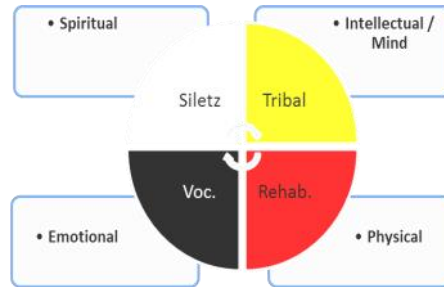 • Spiritual
• Intellectual /
Mind
Siletz
Tribal
Voc.
Rehab.
• Emotional
• Physical